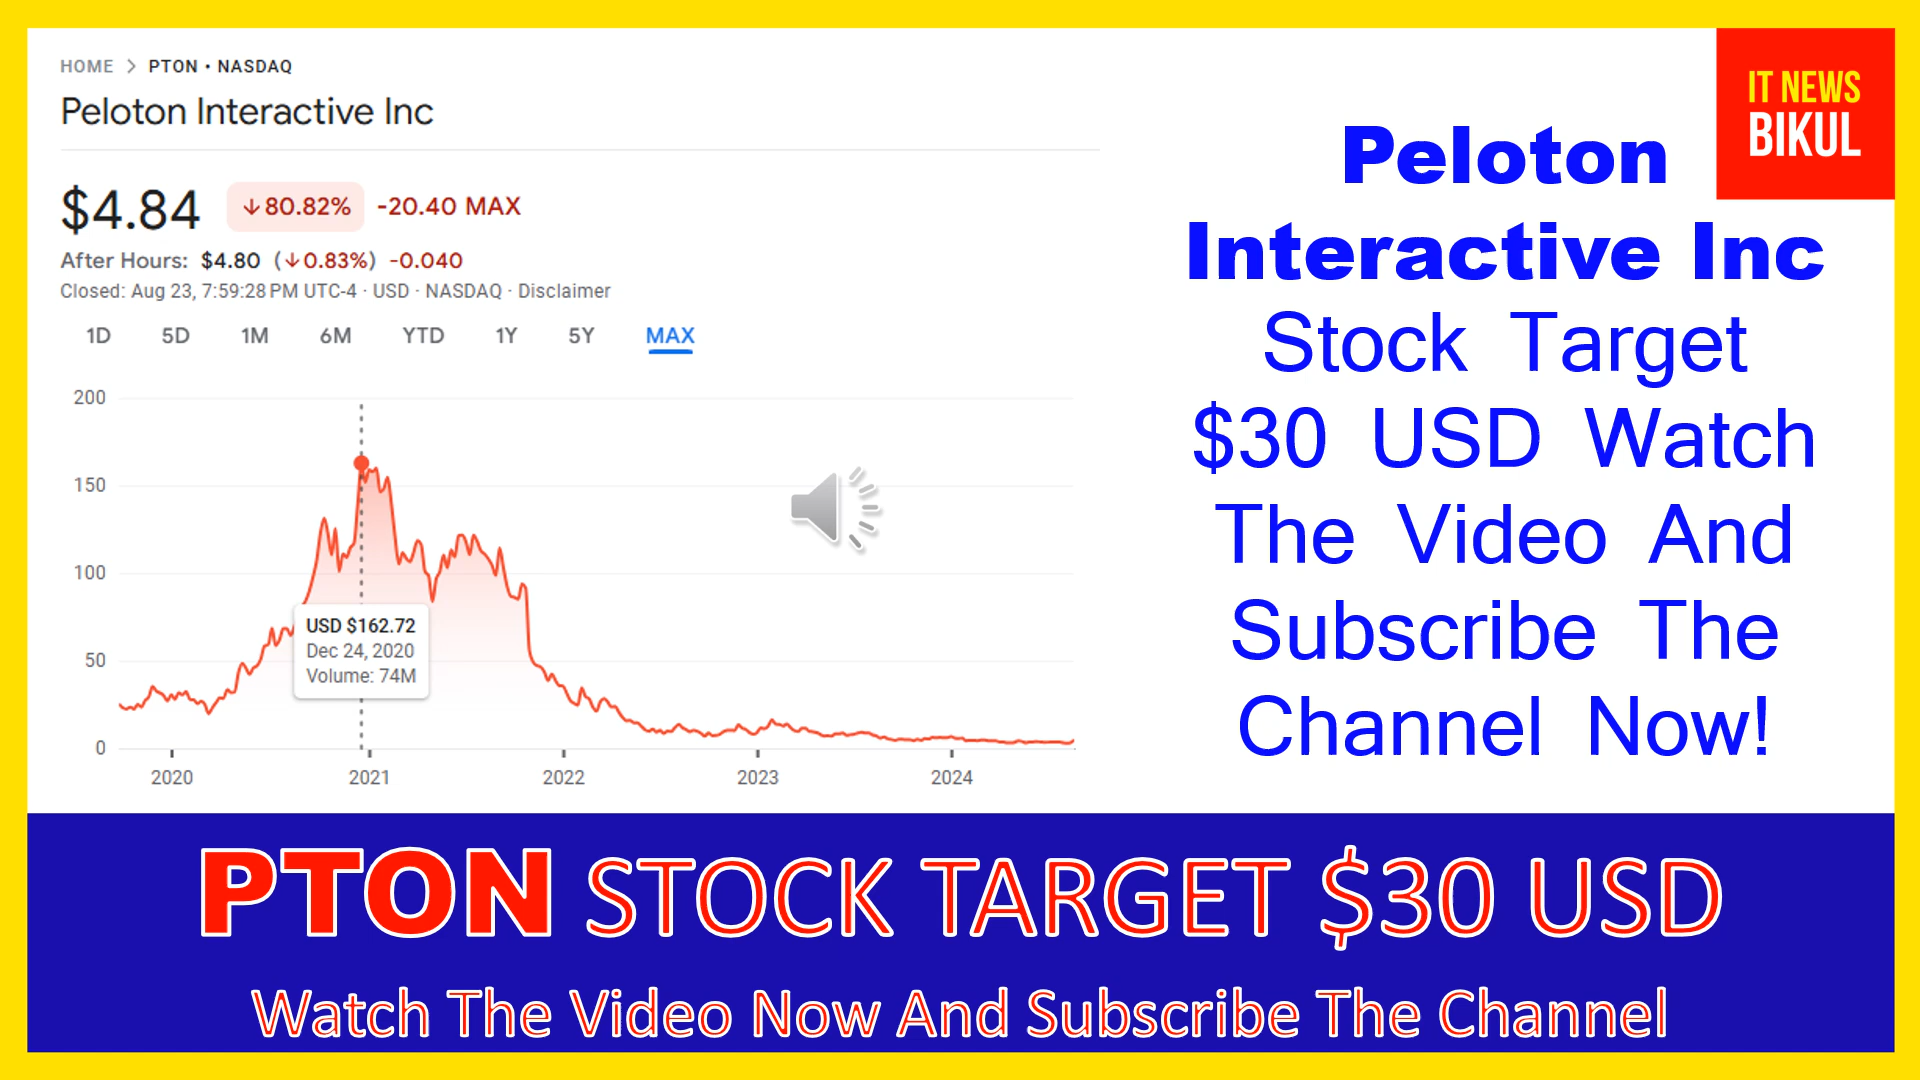 HOME > PTON • NASDAQ
Peloton Interactive Inc
$4.84 ↓80.82% -20.40 MAX
After Hours: $4.80 (↓0.83%) -0.040
Closed: Aug 23, 7:59:28 PM UTC-4 · USD · NASDAQ · Disclaimer
1D 5D 1M 6M YTD 1Y 5Y MAX
200
150
100
50
0
USD $162.72
Dec 24, 2020
Volume: 74M
2020 2021 2022 2023 2024
IT NEWS
BIKUL
Peloton
Interactive Inc
Stock Target
$30 USD Watch
The Video And
Subscribe The
Channel Now!
PTON STOCK TARGET $30 USD
Watch The Video Now And Subscribe The Channel